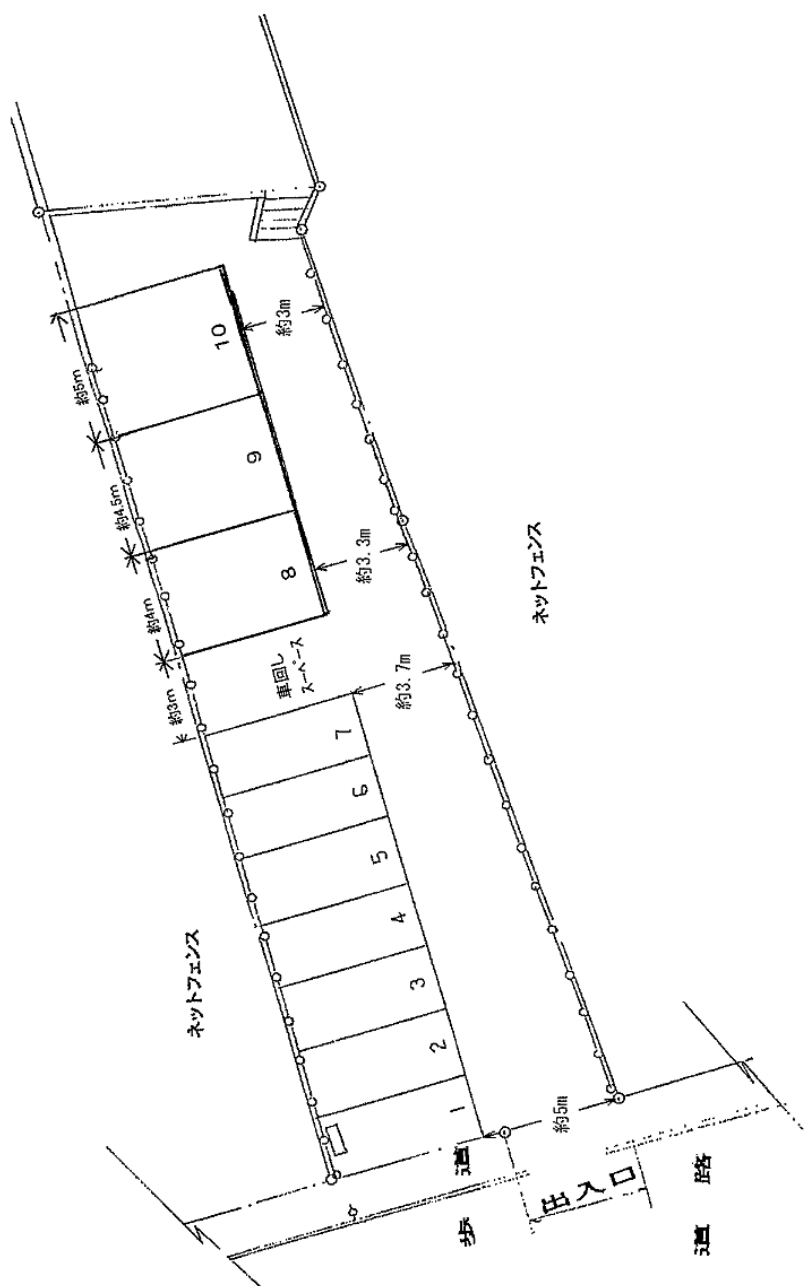 約5m
約4.5m
約4m
約3m
10
9
8
約3m
約3.3m
約3.7m
車回し
スーペース
7
6
5
4
3
2
1
ネットフェンス
ネットフェンス
約5m
出入口
歩道
道路